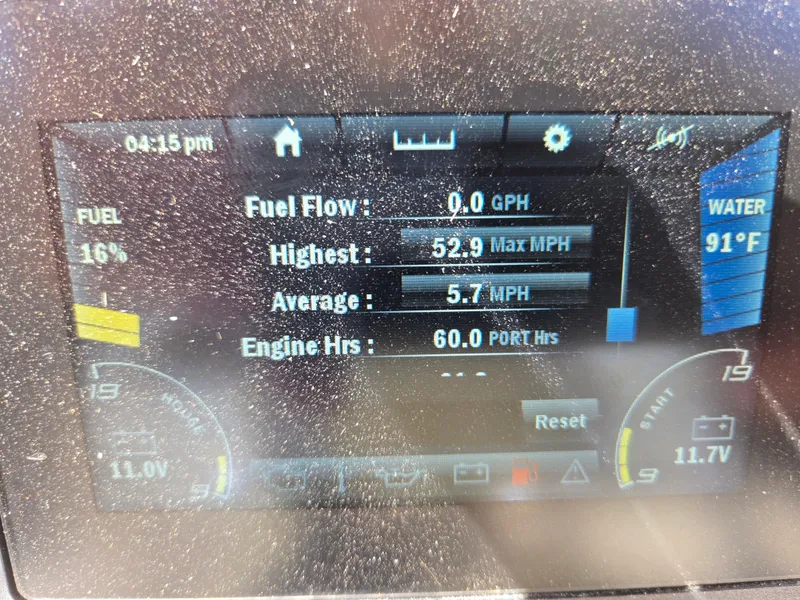 04:15 pm
FUEL
16%
Fuel Flow : 0.0 GPH
Highest : 52.9 Max MPH
Average : 5.7 MPH
Engine Hrs : 60.0 PORT Hrs
WATER
91°F
Reset
19
HOUSE
11.0V
9
19
START
11.7V
9